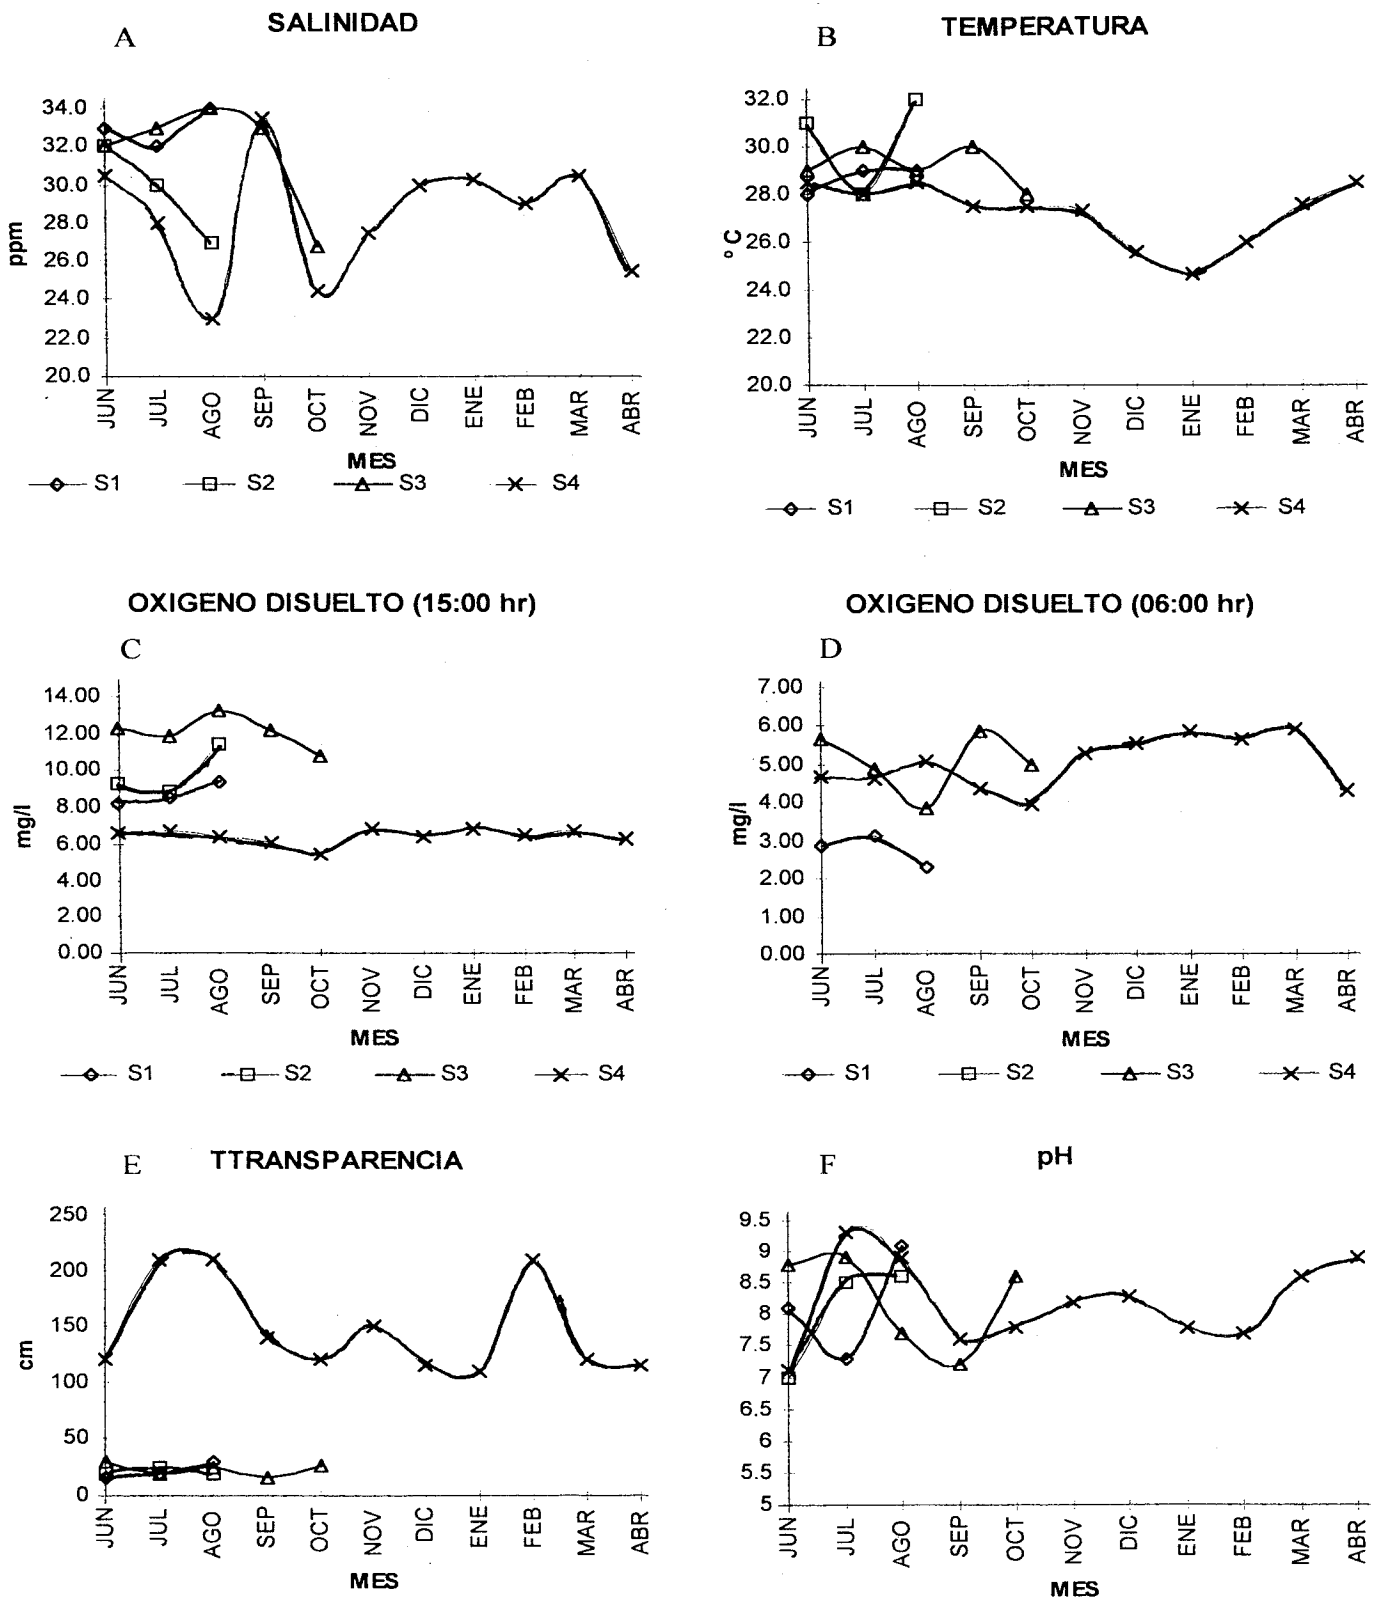 A SALINIDAD
34.0
32.0
30.0
28.0
26.0
24.0
22.0
20.0
ppm
JUN JUL AGO SEP OCT NOV DIC ENE FEB MAR ABR
MES
S1 S2 S3 S4
B TEMPERATURA
32.0
30.0
28.0
26.0
24.0
22.0
20.0
° C
JUN JUL AGO SEP OCT NOV DIC ENE FEB MAR ABR
MES
S1 S2 S3 S4
OXIGENO DISUELTO (15:00 hr)
C
14.00
12.00
10.00
8.00
6.00
4.00
2.00
0.00
mg/l
JUN JUL AGO SEP OCT NOV DIC ENE FEB MAR ABR
MES
S1 S2 S3 S4
OXIGENO DISUELTO (06:00 hr)
D
7.00
6.00
5.00
4.00
3.00
2.00
1.00
0.00
mg/l
JUN JUL AGO SEP OCT NOV DIC ENE FEB MAR ABR
MES
S1 S2 S3 S4
E TTRANSPARENCIA
250
200
150
100
50
0
cm
JUN JUL AGO SEP OCT NOV DIC ENE FEB MAR ABR
MES
F pH
9.5
9
8.5
8
7.5
7
6.5
6
5.5
5
JUN JUL AGO SEP OCT NOV DIC ENE FEB MAR ABR
MES